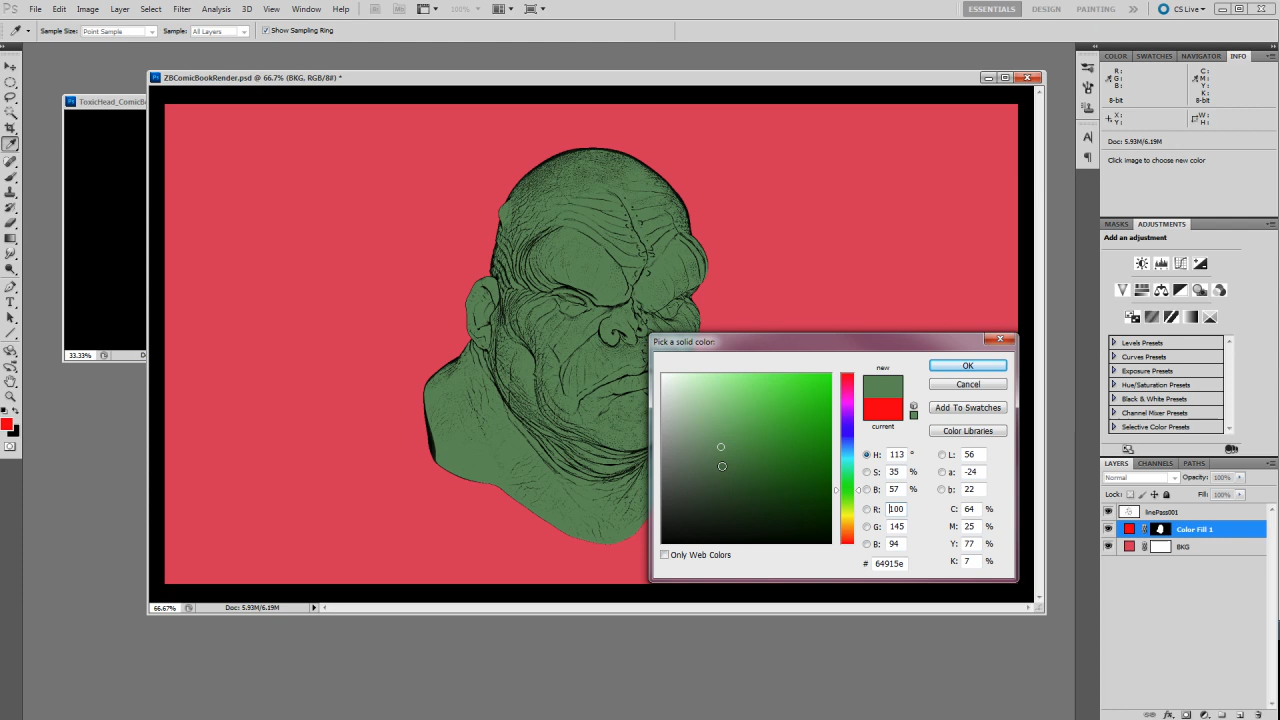 Ps File Edit Image Layer Select Filter Analysis 3D View Window Help Br Mb 100% ESSENTIALS DESIGN PAINTING CS Live
Sample Size: Point Sample Sample: All Layers Show Sampling Ring
COLOR SWATCHES NAVIGATOR INFO
R: C:
G: M:
B: Y:
K:
8-bit 8-bit
X: W:
Y: H:
Doc: 5.93M/6.19M
Click image to choose new color
ZBComicBookRender.psd @ 66.7% (BKG, RGB/8#) *
ToxicHead_ComicBo
33.33%
66.67% Doc: 5.93M/6.19M
MASKS ADJUSTMENTS
Add an adjustment
Levels Presets
Curves Presets
Exposure Presets
Hue/Saturation Presets
Black & White Presets
Channel Mixer Presets
Selective Color Presets
Pick a solid color:
new
current
OK
Cancel
Add To Swatches
Color Libraries
H: 113 ° L: 56
S: 35 % a: -24
B: 57 % b: 22
R: 100 C: 64 %
G: 145 M: 25 %
B: 94 Y: 77 %
# 64915e K: 7 %
Only Web Colors
LAYERS CHANNELS PATHS
Normal Opacity: 100%
Lock: Fill: 100%
linePass001
Color Fill 1
BKG